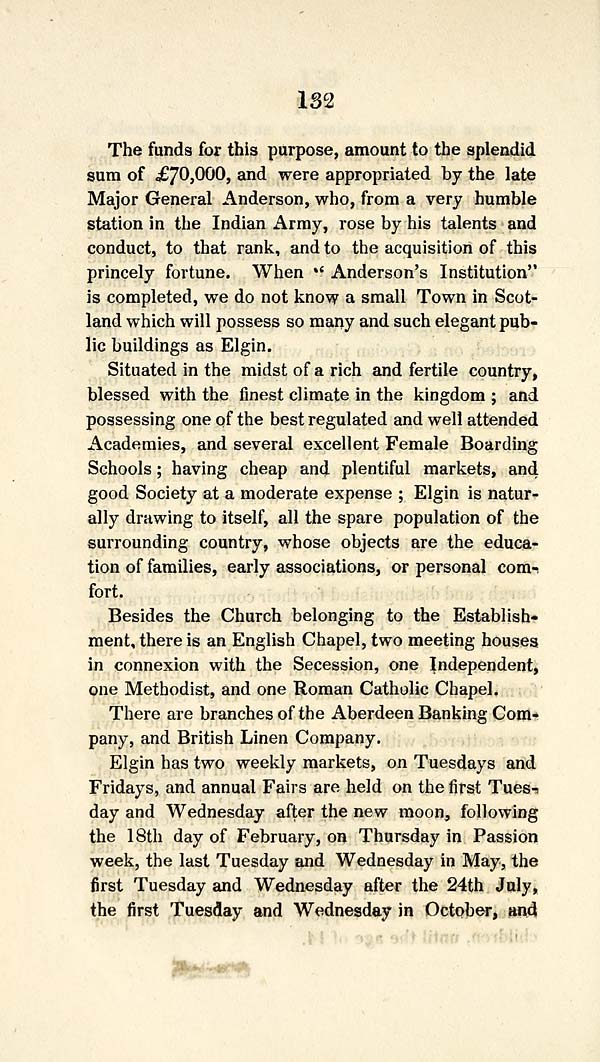 132
The funds for this purpose, amount to the splendid
sum of £70,000, and were appropriated by the late
Major General Anderson, who, from a very humble
station in the Indian Army, rose by his talents and
conduct, to that rank, and to the acquisition of this
princely fortune. When “ Anderson's Institution”
is completed, we do not know a small Town in Scot-
land which will possess so many and such elegant pub-
lic buildings as Elgin.
Situated in the midst of a rich and fertile country,
blessed with the finest climate in the kingdom ; and
possessing one of the best regulated and well attended
Academies, and several excellent Female Boarding
Schools ; having cheap and plentiful markets, and
good Society at a moderate expense ; Elgin is natur-
ally drawing to itself, all the spare population of the
surrounding country, whose objects are the educa-
tion of families, early associations, or personal com-
fort.
Besides the Church belonging to the Establish-
ment, there is an English Chapel, two meeting houses
in connexion with the Secession, one Independent,
one Methodist, and one Roman Catholic Chapel.
There are branches of the Aberdeen Banking Com-
pany, and British Linen Company.
Elgin has two weekly markets, on Tuesdays and
Fridays, and annual Fairs are held on the first Tues-
day and Wednesday after the new moon, following
the 18th day of February, on Thursday in Passion
week, the last Tuesday and Wednesday in May, the
first Tuesday and Wednesday after the 24th July,
the first Tuesday and Wednesday in October, and